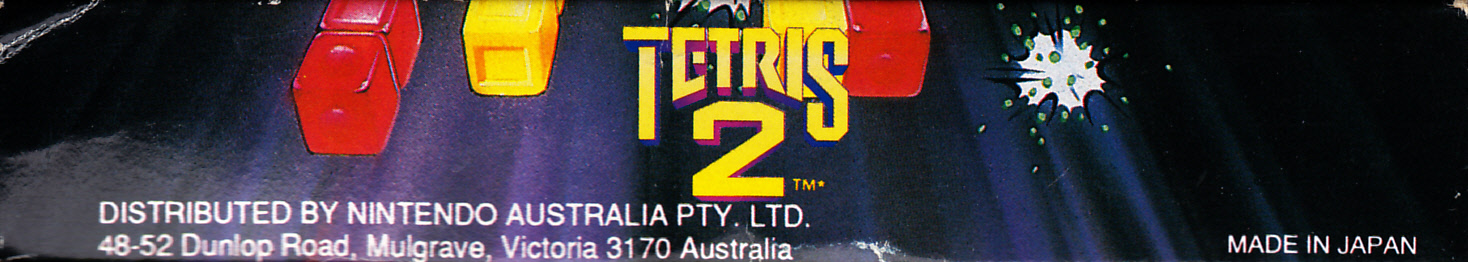 TETRIS
2
TM*
DISTRIBUTED BY NINTENDO AUSTRALIA PTY. LTD.
48-52 Dunlop Road, Mulgrave, Victoria 3170 Australia
MADE IN JAPAN